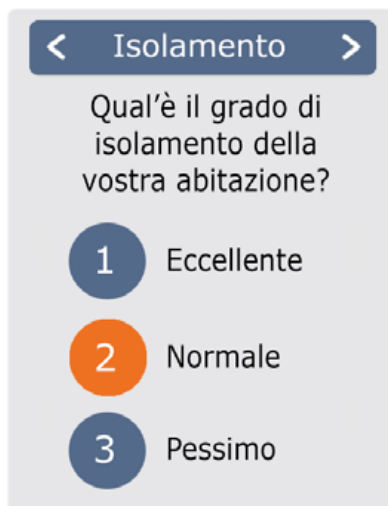 < Isolamento >
Qual'è il grado di
isolamento della
vostra abitazione?
1 Eccellente
2 Normale
3 Pessimo